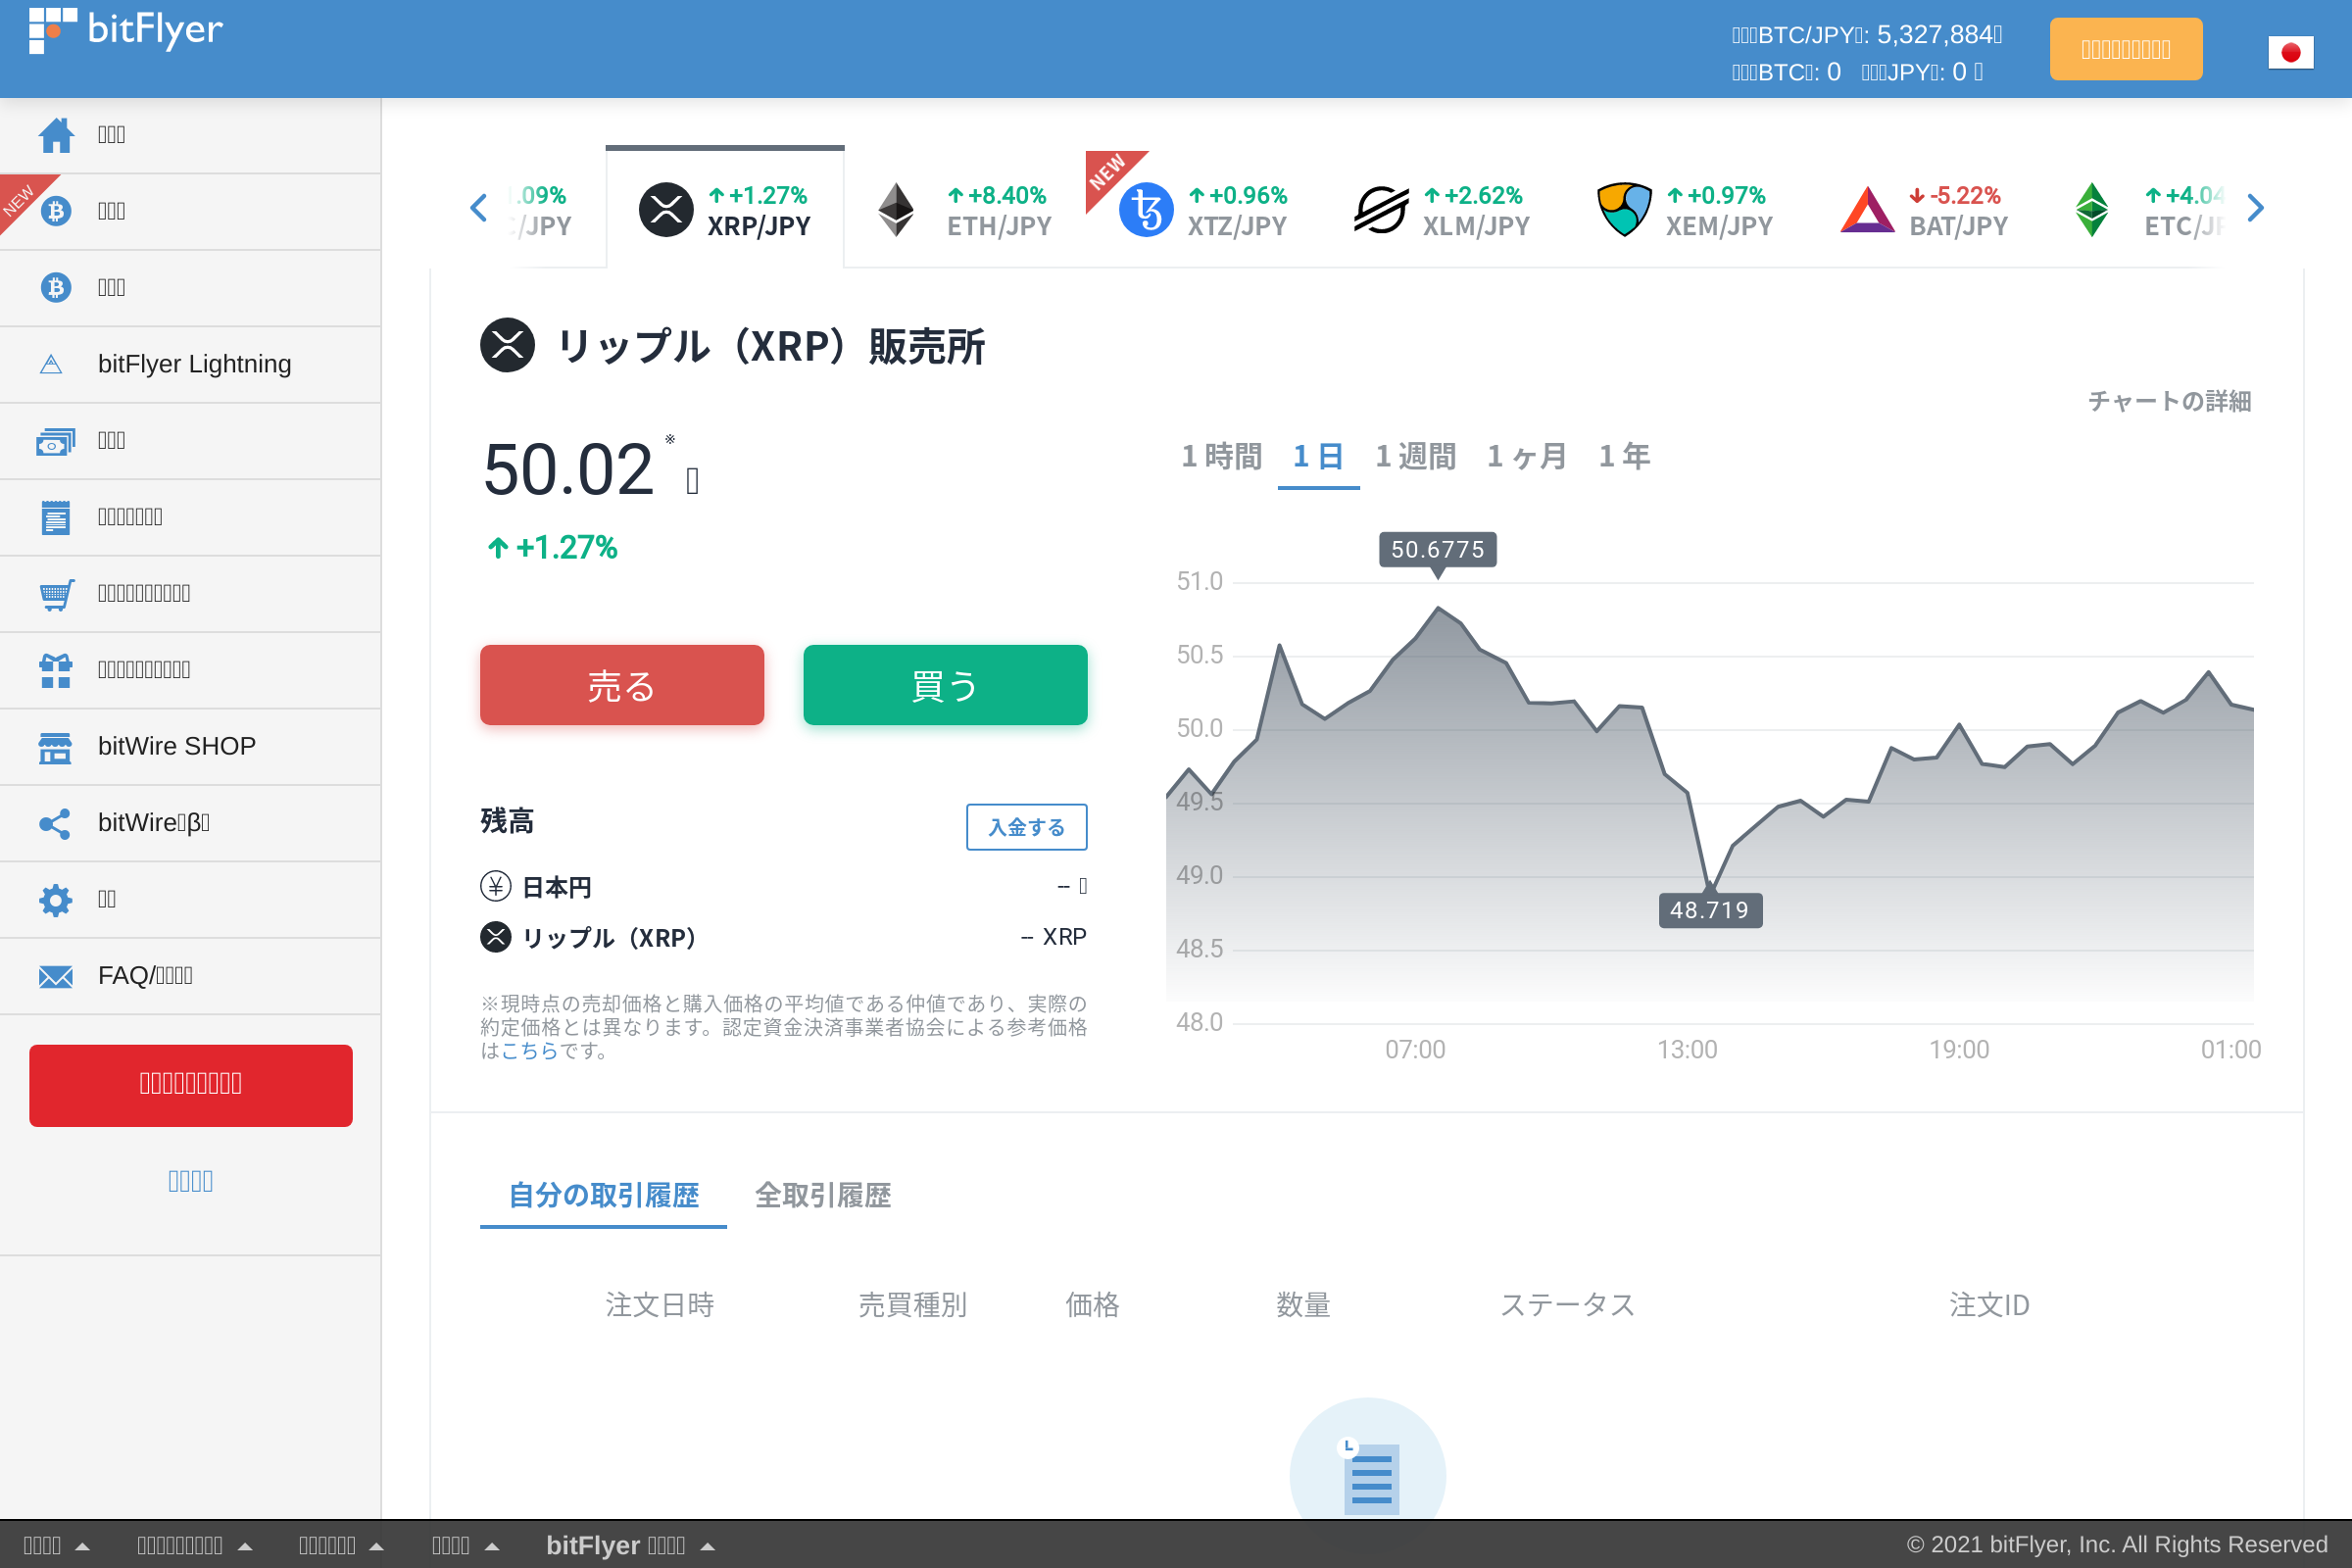 bitFlyer
BTC/JPY: 5,327,884
BTC: 0 JPY: 0
NEW
bitFlyer Lightning
bitWire SHOP
bitWire β
FAQ/
.09% /JPY
+1.27% XRP/JPY
+8.40% ETH/JPY
NEW
+0.96% XTZ/JPY
+2.62% XLM/JPY
+0.97% XEM/JPY
-5.22% BAT/JPY
+4.04 ETC/J
リップル（XRP）販売所
チャートの詳細
50.02 ※
+1.27%
1 時間 1 日 1 週間 1 ヶ月 1 年
売る 買う
残高 入金する
日本円 --
リップル（XRP） -- XRP
※現時点の売却価格と購入価格の平均値である仲値であり、実際の
約定価格とは異なります。認定資金決済事業者協会による参考価格
はこちらです。
50.6775
51.0
50.5
50.0
49.5
49.0
48.719
48.5
48.0
07:00 13:00 19:00 01:00
自分の取引履歴 全取引履歴
注文日時 売買種別 価格 数量 ステータス 注文ID
bitFlyer
© 2021 bitFlyer, Inc. All Rights Reserved